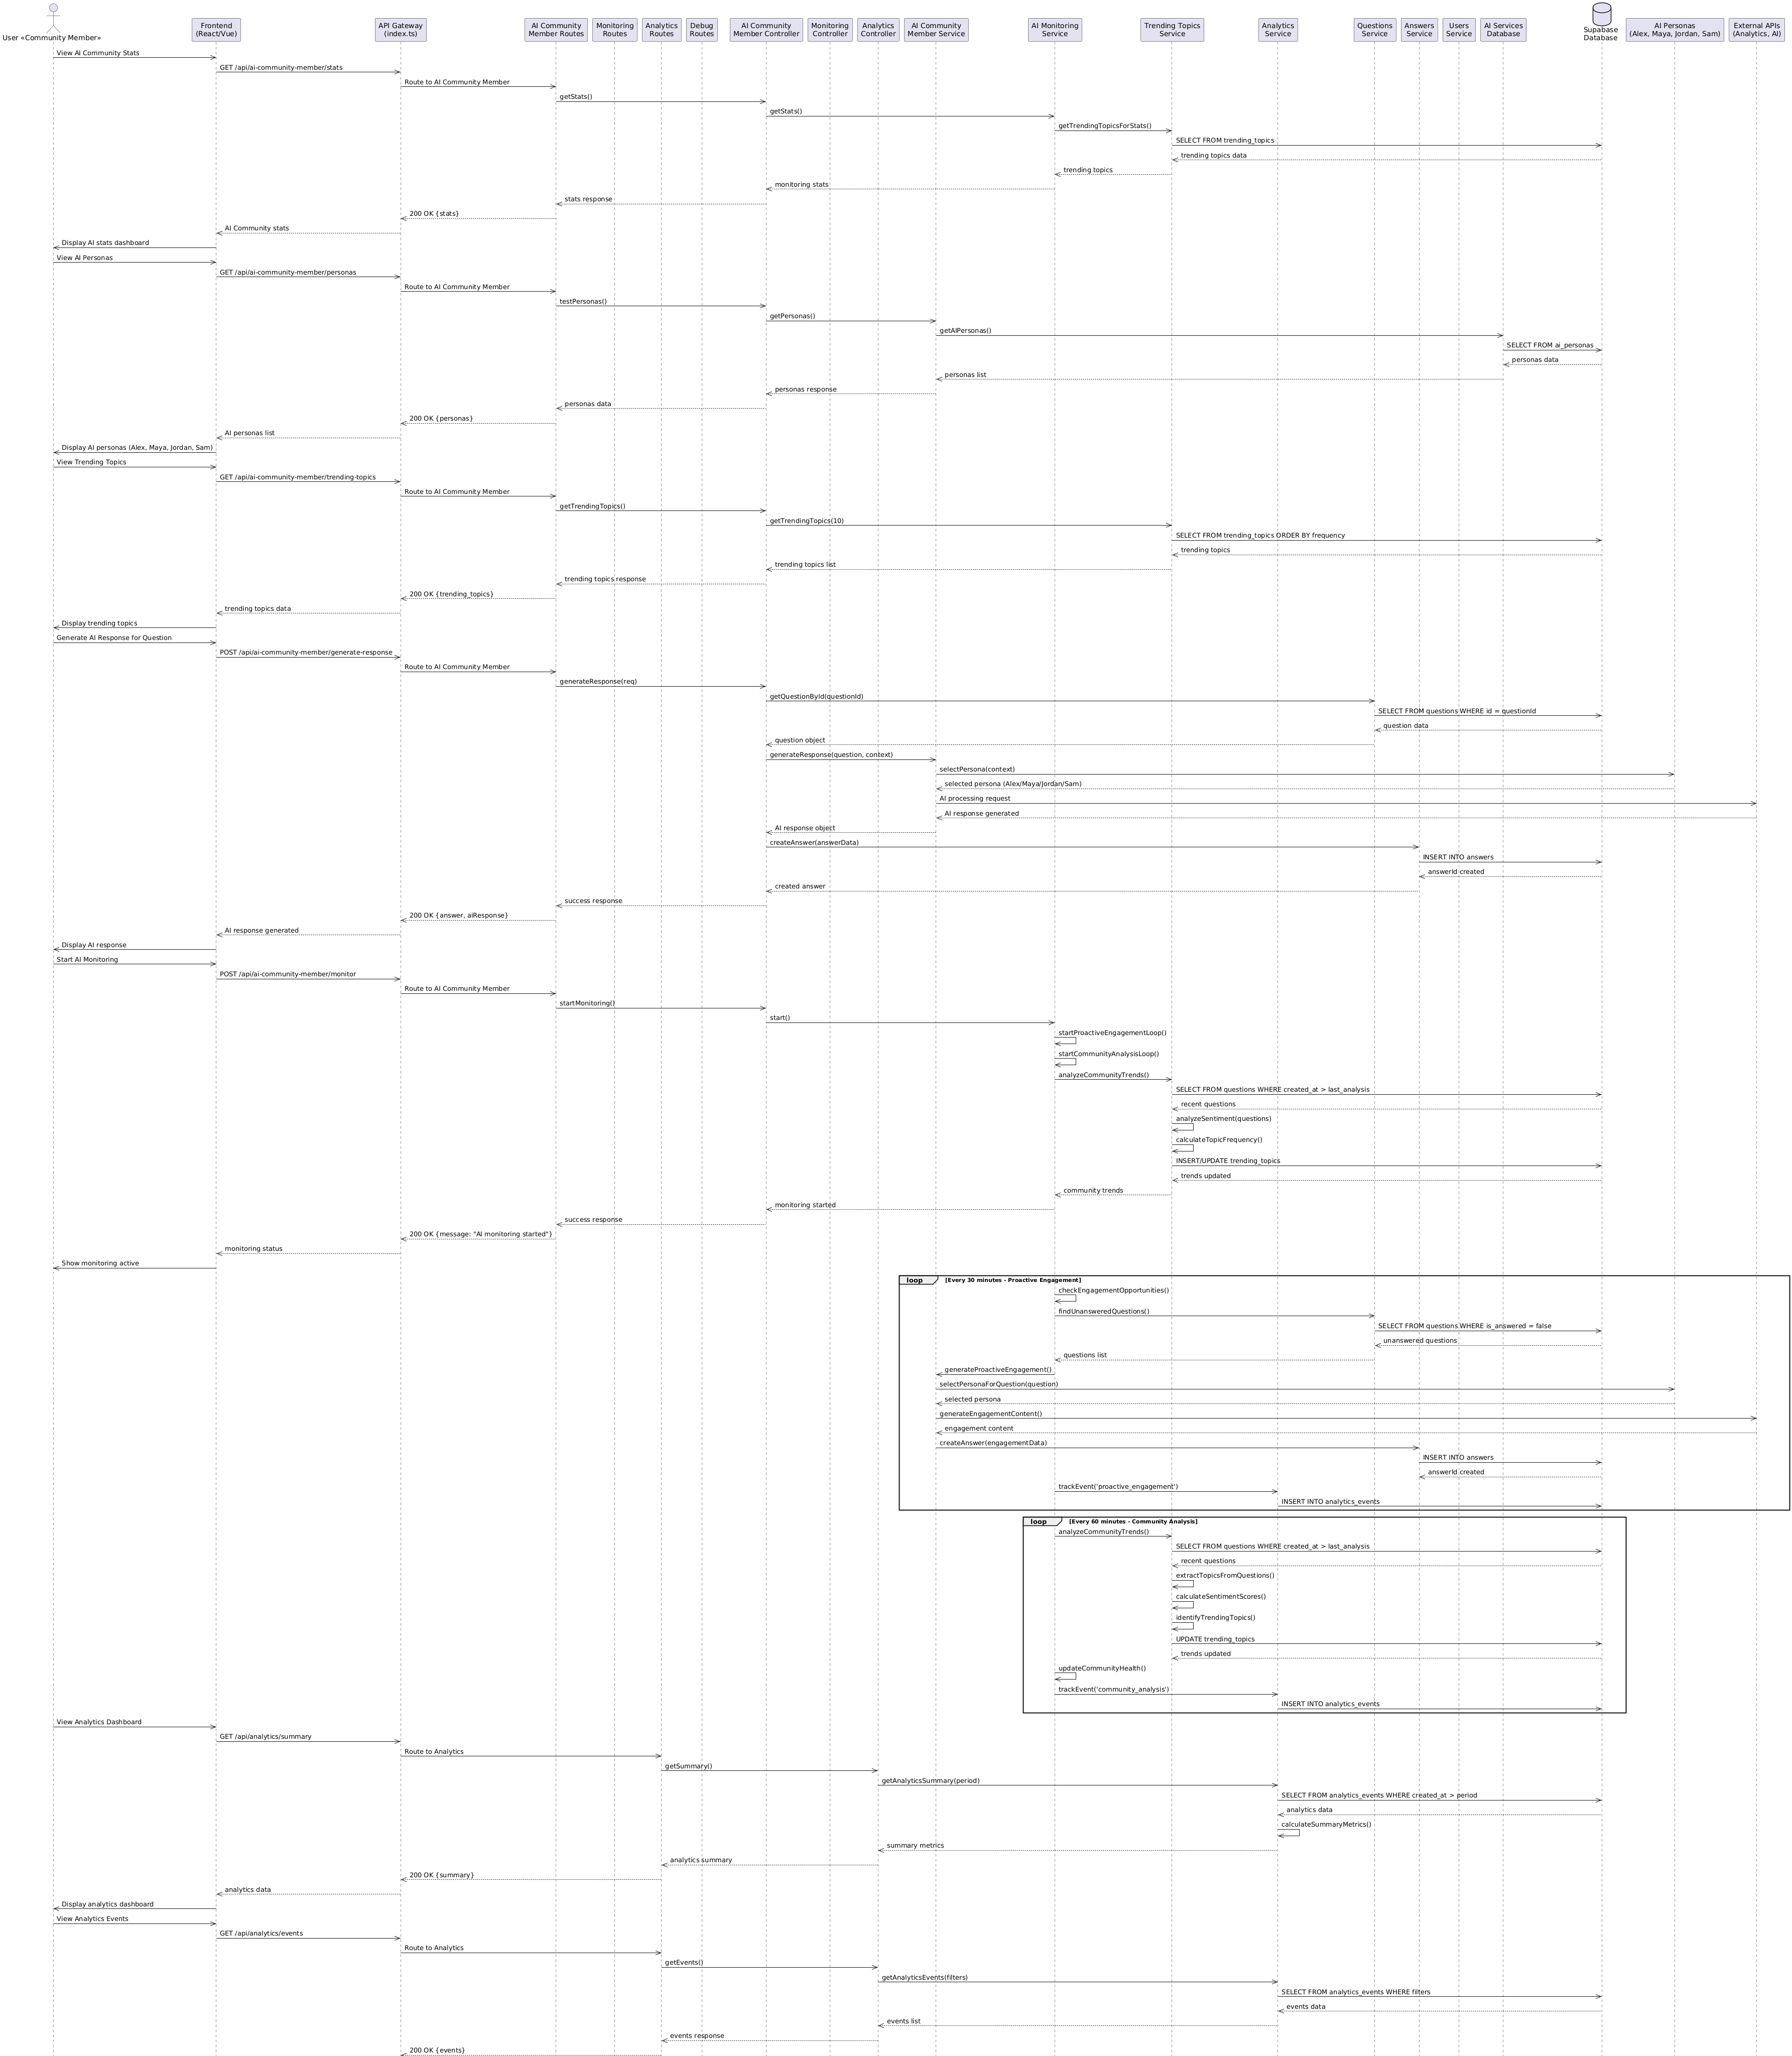 User «Community Member»
Frontend
(React/Vue)
API Gateway
(index.ts)
AI Community
Member Routes
Monitoring
Routes
Analytics
Routes
Debug
Routes
AI Community
Member Controller
Monitoring
Controller
Analytics
Controller
AI Community
Member Service
AI Monitoring
Service
Trending Topics
Service
Analytics
Service
Questions
Service
Answers
Service
Users
Service
AI Services
Database
Supabase
Database
AI Personas
(Alex, Maya, Jordan, Sam)
External APIs
(Analytics, AI)
View AI Community Stats
GET /api/ai-community-member/stats
Route to AI Community Member
getStats()
getStats()
getTrendingTopicsForStats()
SELECT FROM trending_topics
trending topics data
trending topics
monitoring stats
stats response
200 OK {stats}
AI Community stats
Display AI stats dashboard
View AI Personas
GET /api/ai-community-member/personas
Route to AI Community Member
testPersonas()
getPersonas()
getAIPersonas()
SELECT FROM ai_personas
personas data
personas list
personas response
personas data
200 OK {personas}
AI personas list
Display AI personas (Alex, Maya, Jordan, Sam)
View Trending Topics
GET /api/ai-community-member/trending-topics
Route to AI Community Member
getTrendingTopics()
getTrendingTopics(10)
SELECT FROM trending_topics ORDER BY frequency
trending topics
trending topics list
trending topics response
200 OK {trending_topics}
trending topics data
Display trending topics
Generate AI Response for Question
POST /api/ai-community-member/generate-response
Route to AI Community Member
generateResponse(req)
getQuestionById(questionId)
SELECT FROM questions WHERE id = questionId
question data
question object
generateResponse(question, context)
selectPersona(context)
selected persona (Alex/Maya/Jordan/Sam)
AI processing request
AI response generated
AI response object
createAnswer(answerData)
INSERT INTO answers
answerId created
created answer
success response
200 OK {answer, aiResponse}
AI response generated
Display AI response
Start AI Monitoring
POST /api/ai-community-member/monitor
Route to AI Community Member
startMonitoring()
start()
startProactiveEngagementLoop()
startCommunityAnalysisLoop()
analyzeCommunityTrends()
SELECT FROM questions WHERE created_at > last_analysis
recent questions
analyzeSentiment(questions)
calculateTopicFrequency()
INSERT/UPDATE trending_topics
trends updated
community trends
monitoring started
success response
200 OK {message: "AI monitoring started"}
monitoring status
Show monitoring active
loop [Every 30 minutes - Proactive Engagement]
checkEngagementOpportunities()
findUnansweredQuestions()
SELECT FROM questions WHERE is_answered = false
unanswered questions
questions list
generateProactiveEngagement()
selectPersonaForQuestion(question)
selected persona
generateEngagementContent()
engagement content
createAnswer(engagementData)
INSERT INTO answers
answerId created
trackEvent('proactive_engagement')
INSERT INTO analytics_events
loop [Every 60 minutes - Community Analysis]
analyzeCommunityTrends()
SELECT FROM questions WHERE created_at > last_analysis
recent questions
extractTopicsFromQuestions()
calculateSentimentScores()
identifyTrendingTopics()
UPDATE trending_topics
trends updated
updateCommunityHealth()
trackEvent('community_analysis')
INSERT INTO analytics_events
View Analytics Dashboard
GET /api/analytics/summary
Route to Analytics
getSummary()
getAnalyticsSummary(period)
SELECT FROM analytics_events WHERE created_at > period
analytics data
calculateSummaryMetrics()
summary metrics
analytics summary
200 OK {summary}
analytics data
Display analytics dashboard
View Analytics Events
GET /api/analytics/events
Route to Analytics
getEvents()
getAnalyticsEvents(filters)
SELECT FROM analytics_events WHERE filters
events data
events list
events response
200 OK {events}